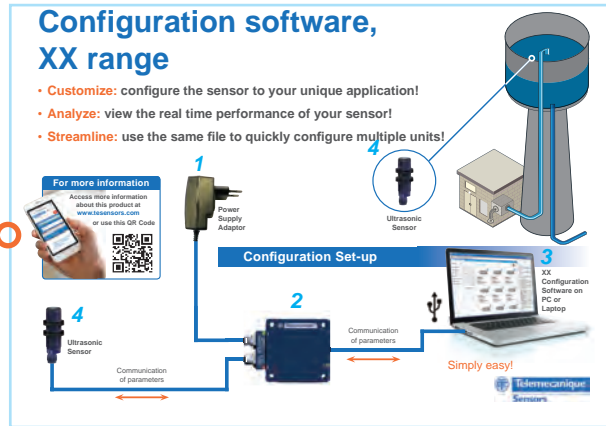 Configuration software,
XX range
• Customize: configure the sensor to your unique application!
• Analyze: view the real time performance of your sensor!
• Streamline: use the same file to quickly configure multiple units!
4
Ultrasonic
Sensor
For more information
Access more information
about this product at
www.tesensors.com
or use this QR Code
1
Power
Supply
Adaptor
Configuration Set-up
3
XX
Configuration
Software on
PC or
Laptop
2
4
Ultrasonic
Sensor
Communication
of parameters
Communication
of parameters
Simply easy!
Telemecanique
Sensors